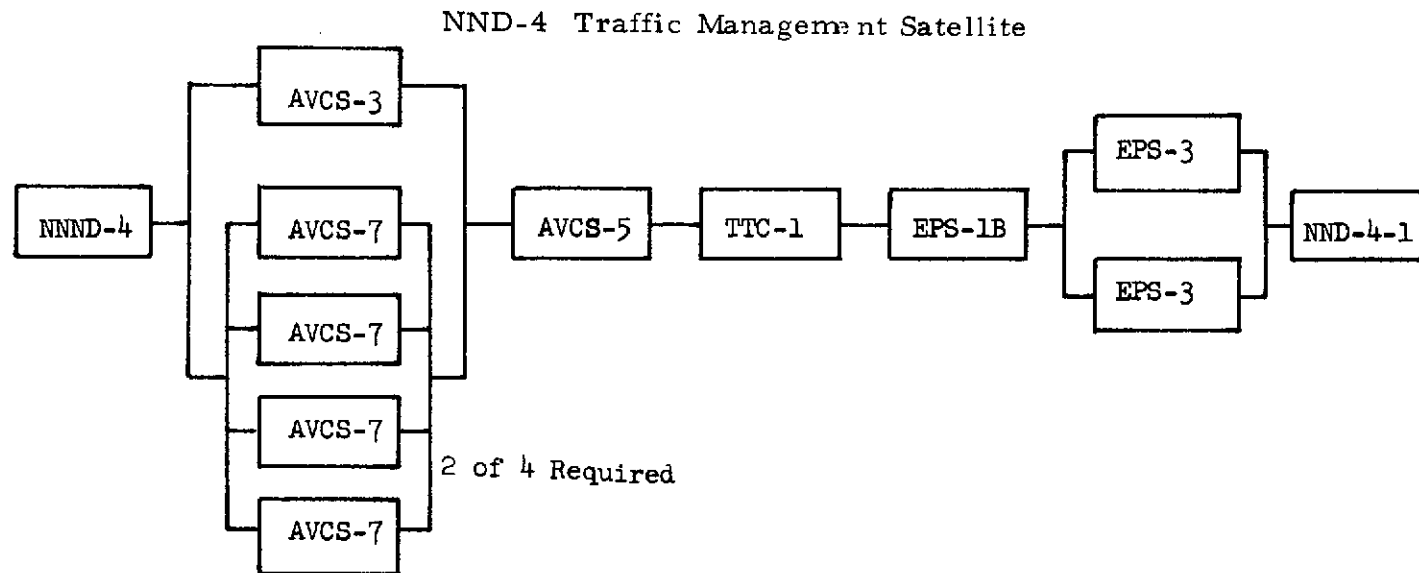 NND-4 Traffic Management Satellite
AVCS-3
NNND-4
AVCS-7
AVCS-7
AVCS-7
AVCS-7
2 of 4 Required
AVCS-5
TTC-1
EPS-1B
EPS-3
EPS-3
NND-4-1